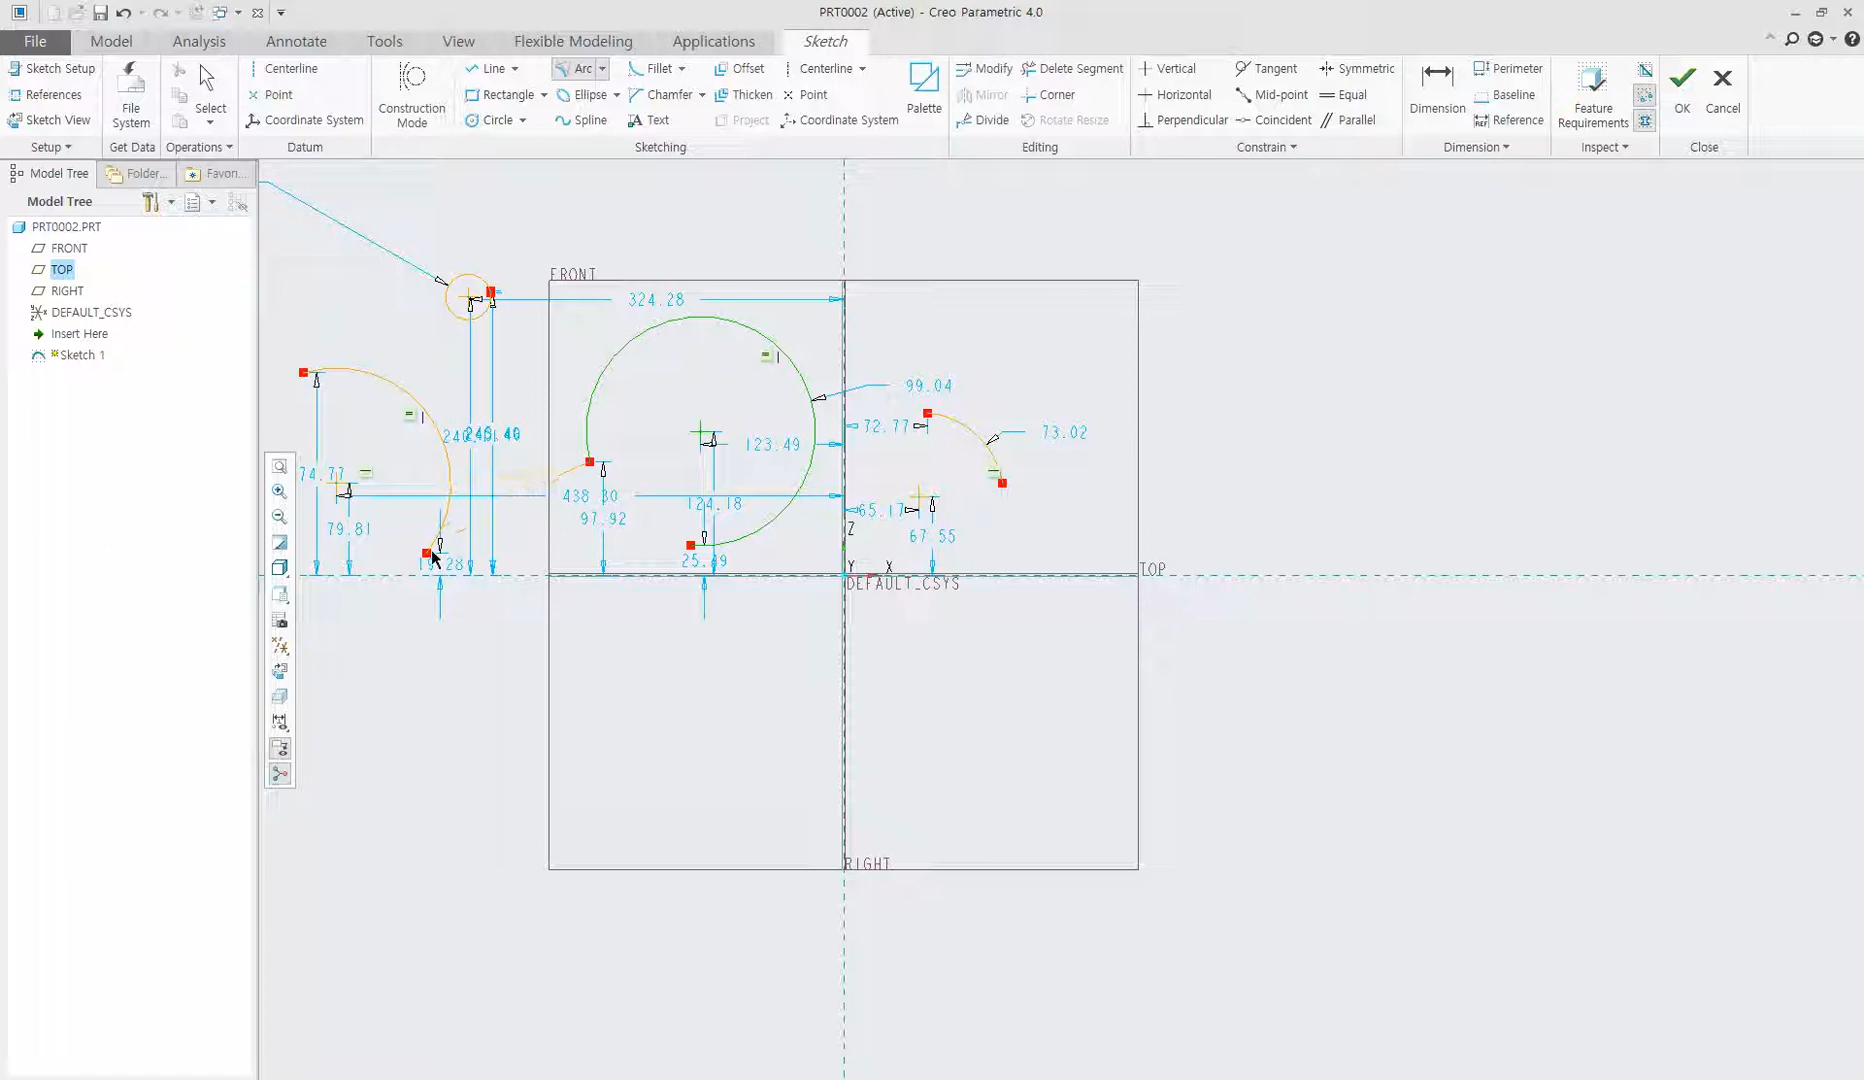 PRT0002 (Active) - Creo Parametric 4.0
File Model Analysis Annotate Tools View Flexible Modeling Applications Sketch
Sketch Setup
References
Sketch View
Setup
File System
Get Data
Select
Operations
Centerline
Point
Coordinate System
Datum
Construction Mode
Line
Rectangle
Circle
Arc
Ellipse
Spline
Fillet
Chamfer
Text
Offset
Thicken
Project
Centerline
Point
Coordinate System
Palette
Sketching
Modify
Mirror
Divide
Delete Segment
Corner
Rotate Resize
Editing
Vertical
Horizontal
Perpendicular
Tangent
Mid-point
Coincident
Symmetric
Equal
Parallel
Constrain
Dimension
Perimeter
Baseline
Reference
Dimension
Feature Requirements
Inspect
OK
Cancel
Close
Model Tree
Folder...
Favori...
Model Tree
PRT0002.PRT
FRONT
TOP
RIGHT
DEFAULT_CSYS
Insert Here
Sketch 1
FRONT
324.28
99.04
72.77
73.02
123.49
74.77
438.30
124.18
65.17
97.92
79.81
67.55
25.49
Z
Y X
TOP
DEFAULT_CSYS
RIGHT